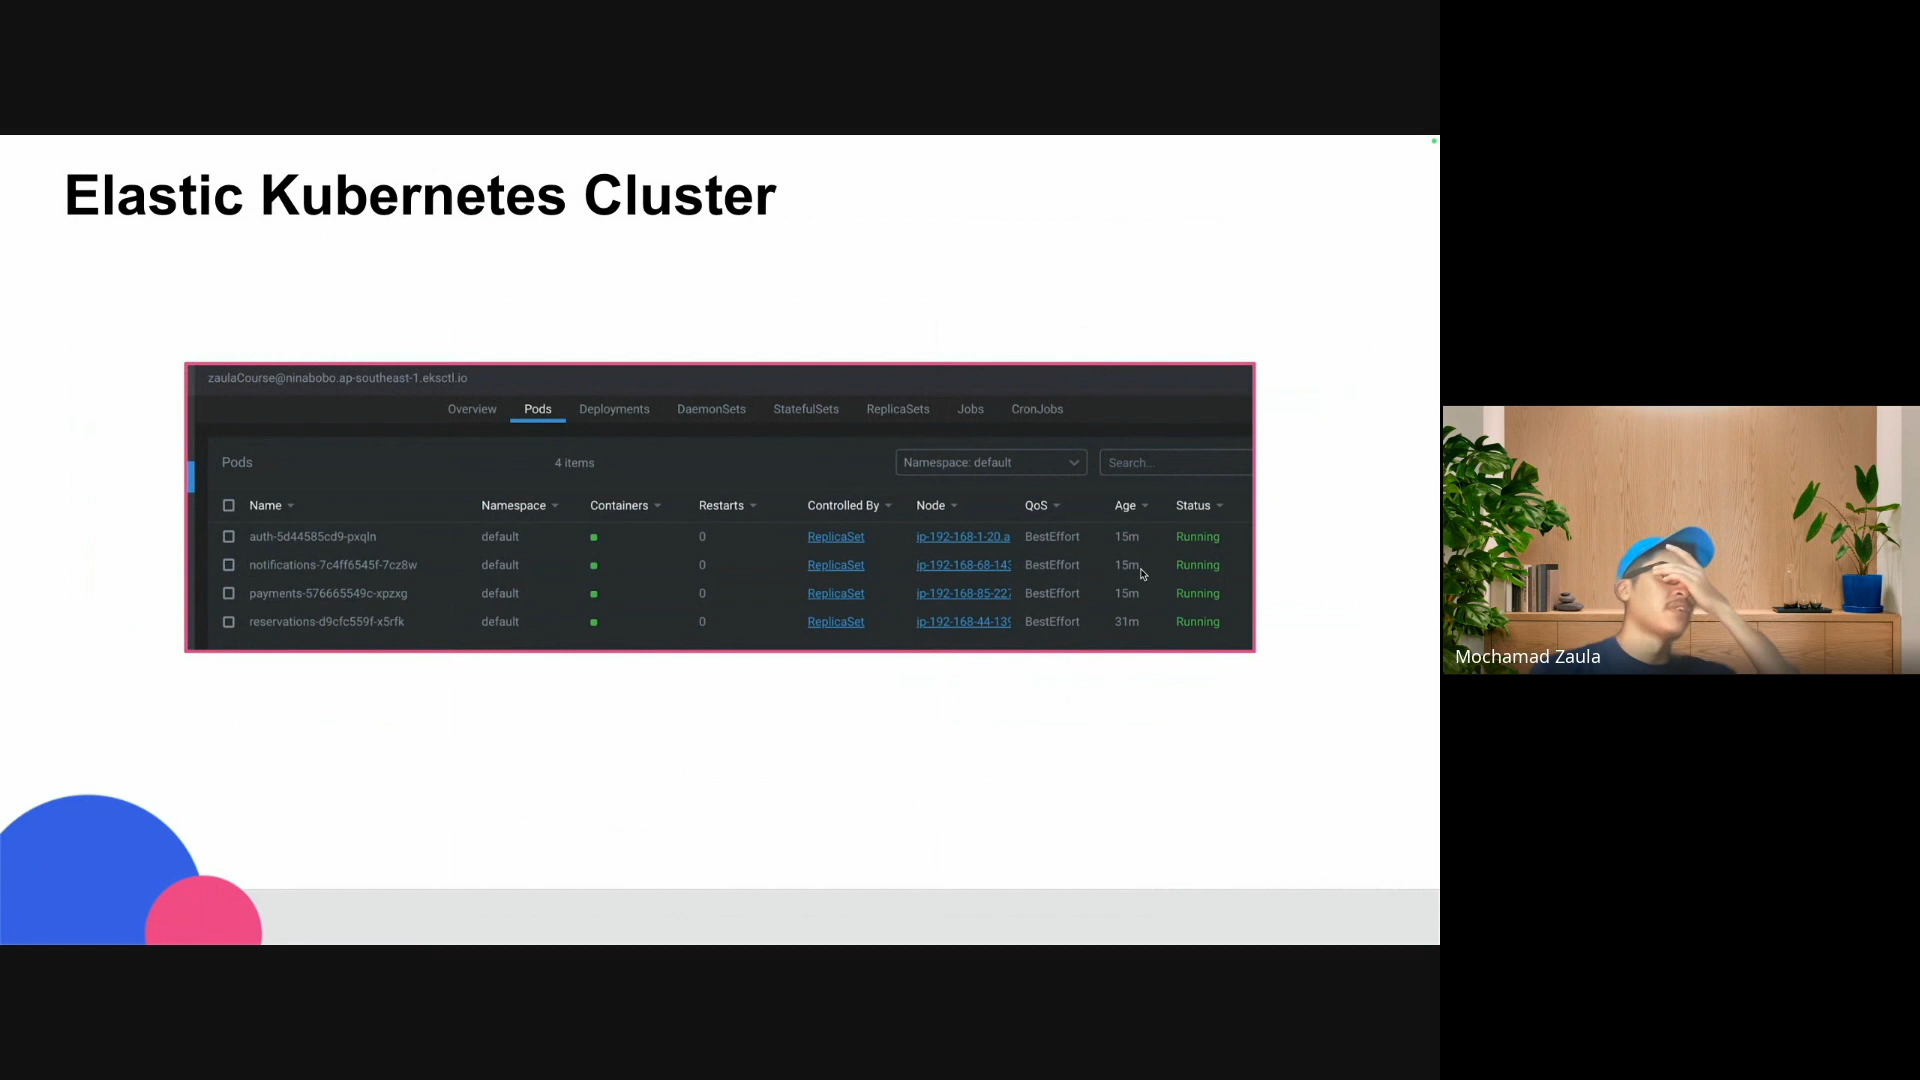 Elastic Kubernetes Cluster
zaulaCourse@ninabobo.ap-southeast-1.eksctl.io
Overview Pods Deployments DaemonSets StatefulSets ReplicaSets Jobs CronJobs
Pods 4 items Namespace: default Search...
Name Namespace Containers Restarts Controlled By Node QoS Age Status
auth-5d44585cd9-pxqln default 0 ReplicaSet ip-192-168-1-20.a BestEffort 15m Running
notifications-7c4ff6545f-7cz8w default 0 ReplicaSet ip-192-168-68-143 BestEffort 15m Running
payments-576665549c-xpzxg default 0 ReplicaSet ip-192-168-85-227 BestEffort 15m Running
reservations-d9cfc559f-x5rfk default 0 ReplicaSet ip-192-168-44-139 BestEffort 31m Running
Mochamad Zaula